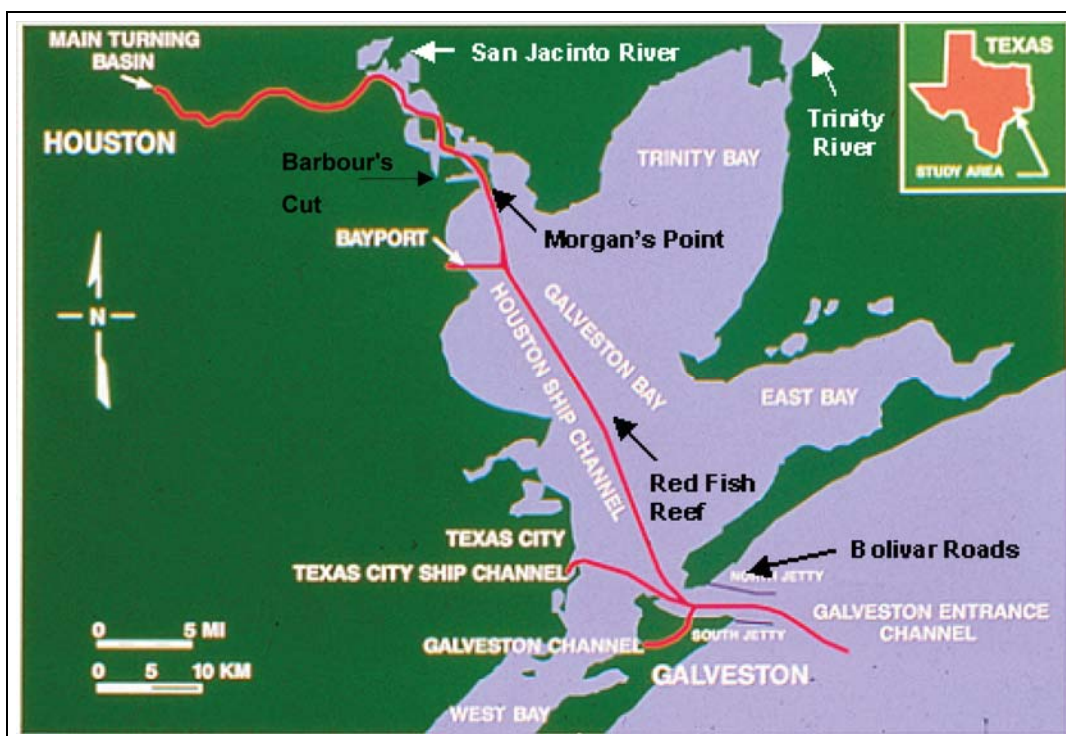 MAIN TURNING
BASIN
HOUSTON
San Jacinto River
Trinity
River
TEXAS
STUDY AREA
TRINITY BAY
Barbour's
Cut
Morgan's Point
BAYPORT
N
HOUSTON SHIP CHANNEL
GALVESTON BAY
EAST BAY
Red Fish
Reef
TEXAS CITY
TEXAS CITY SHIP CHANNEL
Bolivar Roads
NORTH JETTY
GALVESTON ENTRANCE
CHANNEL
SOUTH JETTY
GALVESTON CHANNEL
GALVESTON
WEST BAY
0 5 MI
0 5 10 KM